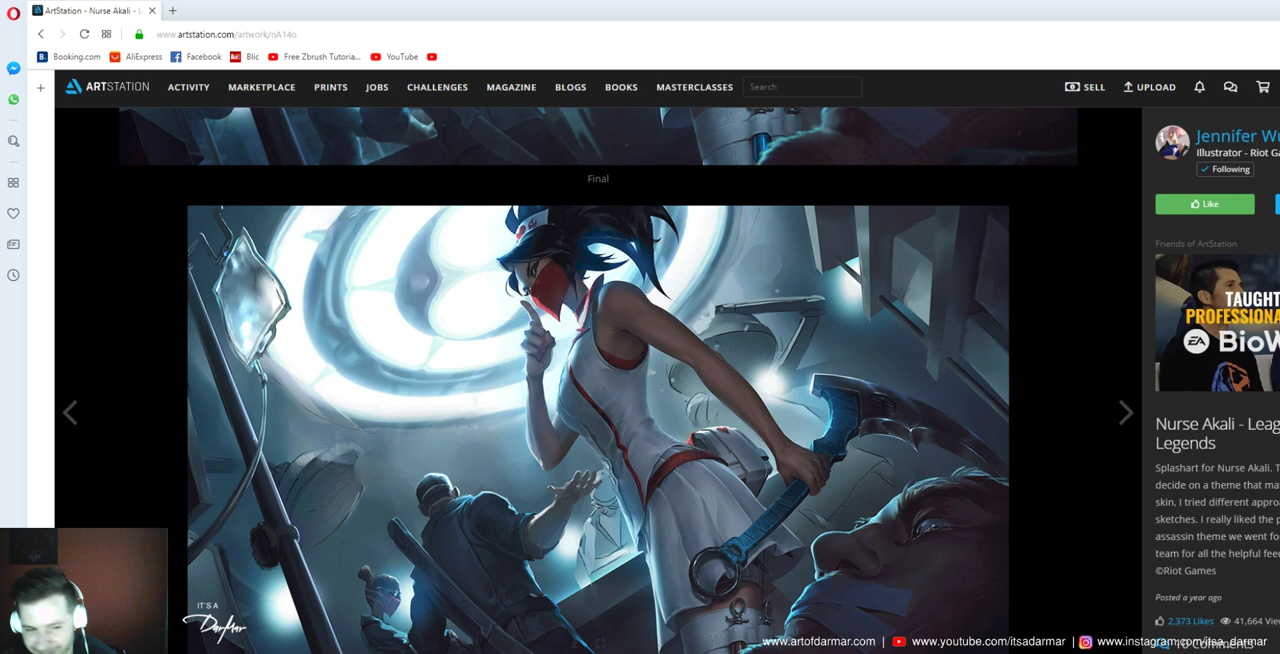 ArtStation - Nurse Akali - L
www.artstation.com/artwork/nA14o
Booking.com AliExpress Facebook Blic Free Zbrush Tutoria... YouTube
ARTSTATION ACTIVITY MARKETPLACE PRINTS JOBS CHALLENGES MAGAZINE BLOGS BOOKS MASTERCLASSES Search SELL UPLOAD
Final
Jennifer Wu
Illustrator - Riot Ga
Following
Like
Friends of ArtStation
TAUGHT
PROFESSIONA
EA BioW
Nurse Akali - Leag
Legends
Splashart for Nurse Akali. T
decide on a theme that ma
skin, I tried different appro
sketches. I really liked the p
assassin theme we went fo
team for all the helpful fee
©Riot Games
Posted a year ago
2,373 Likes 41,664 View
Comments
IT'S A
DarMar
www.artofdarmar.com | www.youtube.com/itsadarmar | www.instagram.com/itsa_darmar